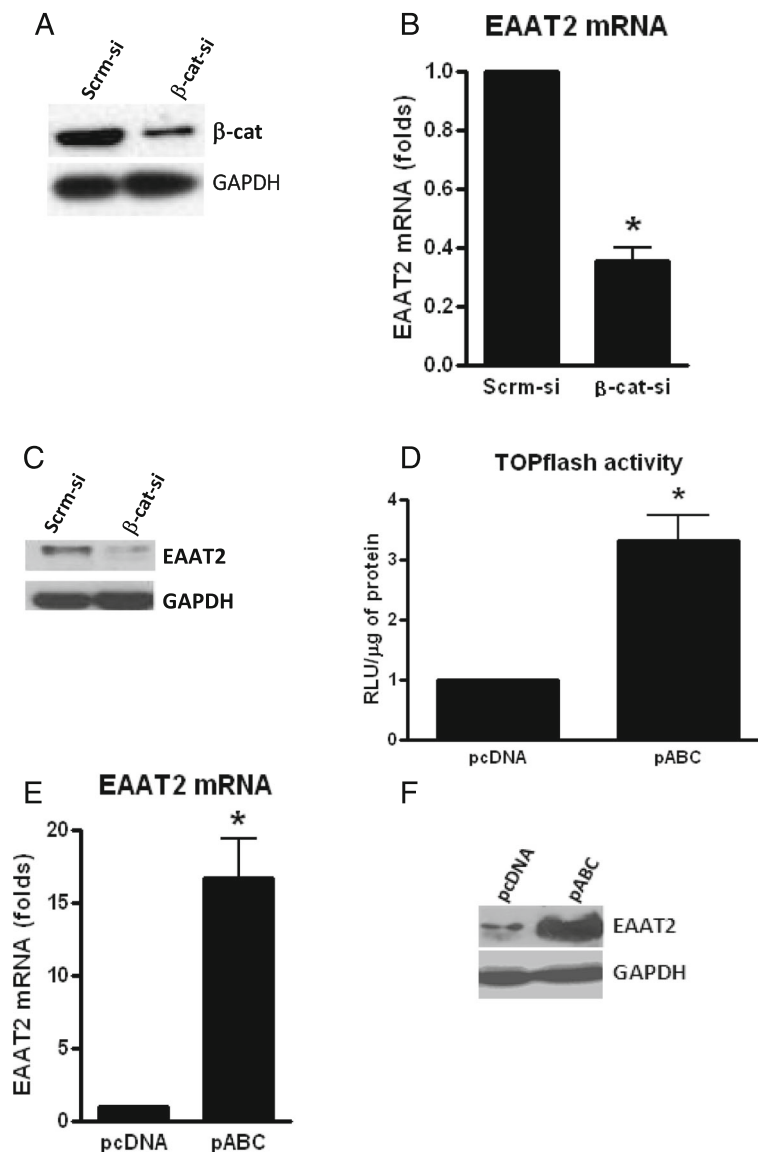 A
Scrm-si
β-cat-si
β-cat
GAPDH
B
EAAT2 mRNA
EAAT2 mRNA (folds)
1.0
0.8
0.6
0.4
0.2
0.0
*
Scrm-si
β-cat-si
C
Scrm-si
β-cat-si
EAAT2
GAPDH
D
TOPflash activity
RLU/µg of protein
4
3
2
1
0
*
pcDNA
pABC
E
EAAT2 mRNA
EAAT2 mRNA (folds)
20
15
10
5
0
*
pcDNA
pABC
F
pcDNA
pABC
EAAT2
GAPDH